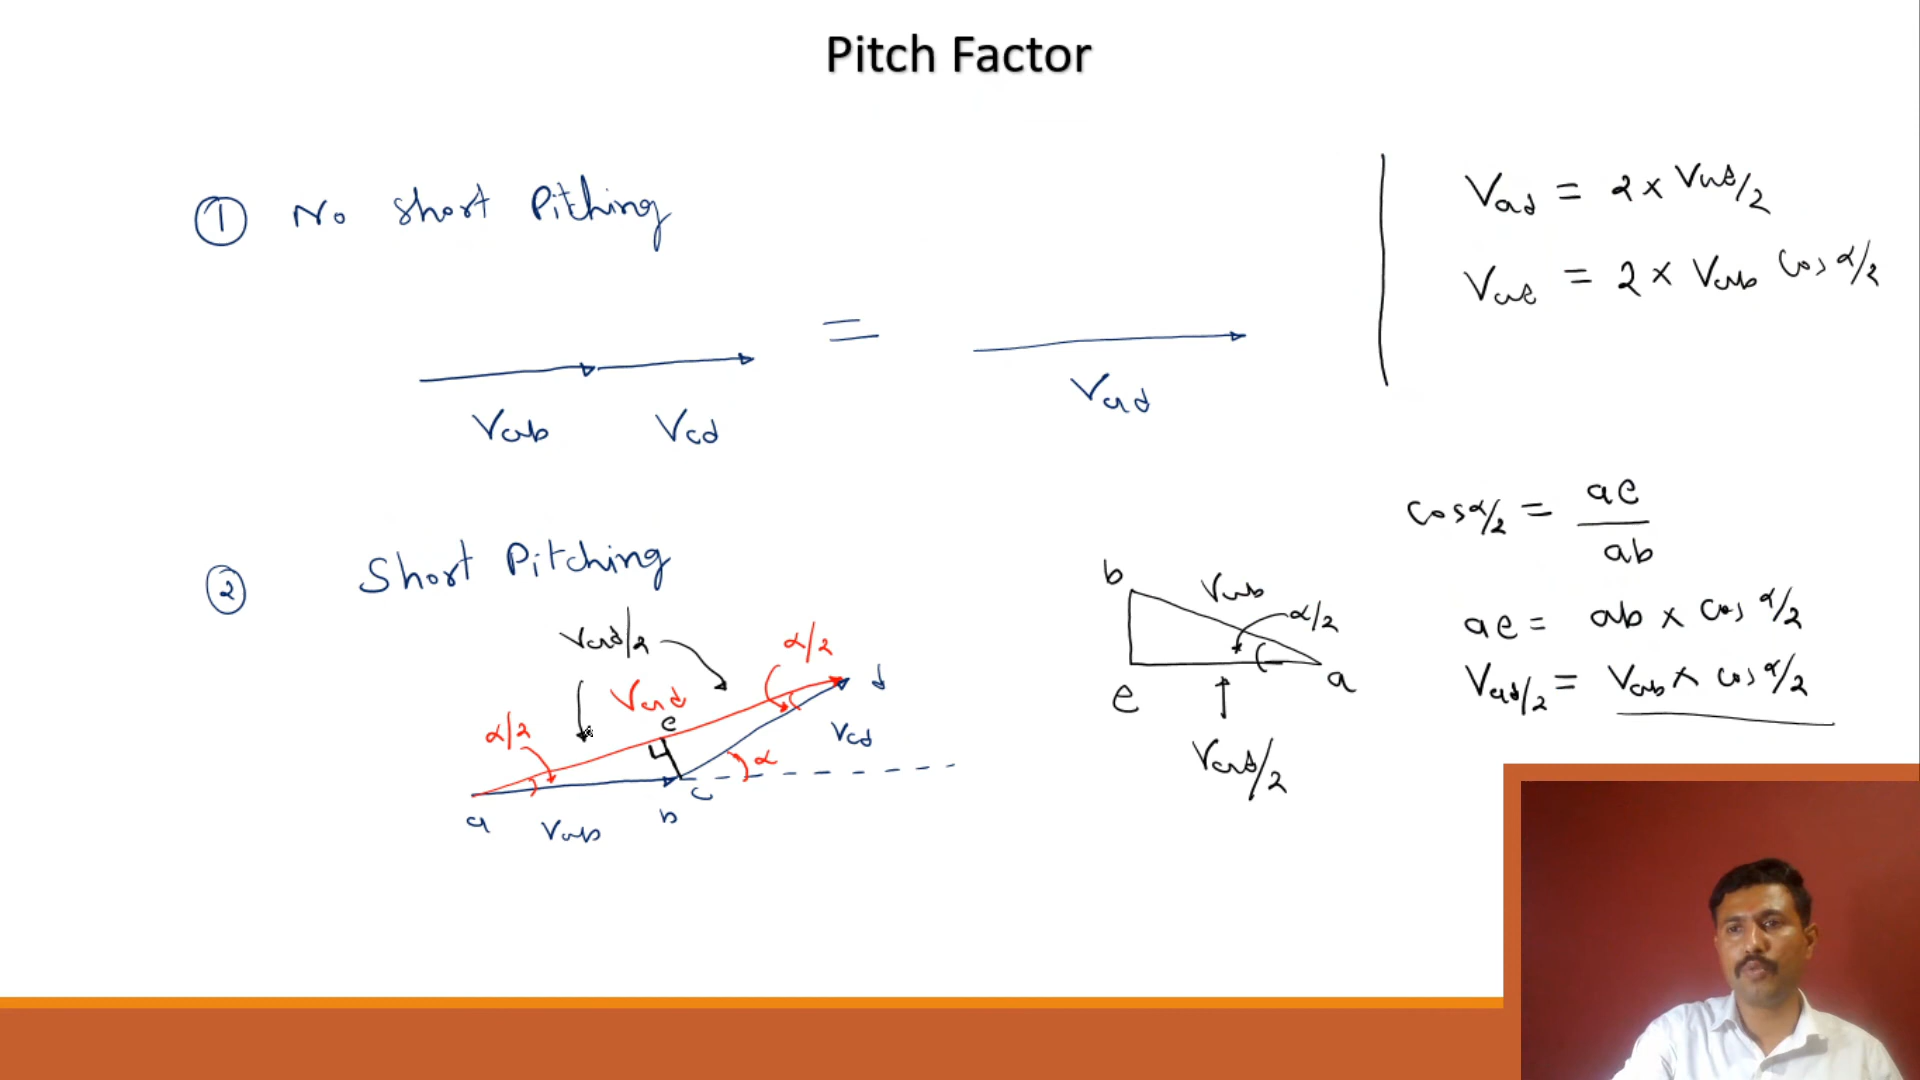 Pitch Factor
① No short Pitching
Vab Vcd = Vad
Vad = 2 × Vad/2
Vad = 2 × Vab Cos α/2
② Short Pitching
Vad/2
α/2
Vad
d
e
α/2
Vcd
α
a Vab b c
b Vab
α/2
e a
Vad/2
Cos α/2 = ae
ab
ae = ab × Cos α/2
Vad/2 = Vab × Cos α/2